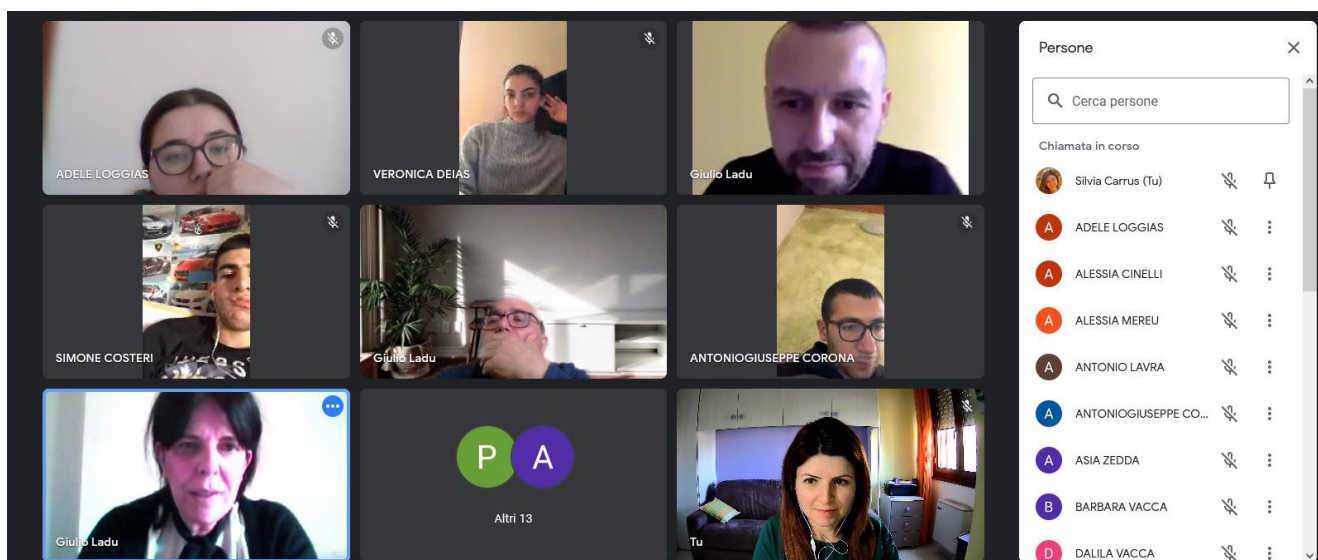 ADELE LOGGIAS
VERONICA DEIAS
Giulio Ladu
SIMONE COSTERI
Giulio Ladu
ANTONIOGIUSEPPE CORONA
Giulio Ladu
P A
Altri 13
Tu
Persone
Cerca persone
Chiamata in corso
Silvia Carrus (Tu)
A ADELE LOGGIAS
A ALESSIA CINELLI
A ALESSIA MEREU
A ANTONIO LAVRA
A ANTONIOGIUSEPPE CO...
A ASIA ZEDDA
B BARBARA VACCA
D DALILA VACCA